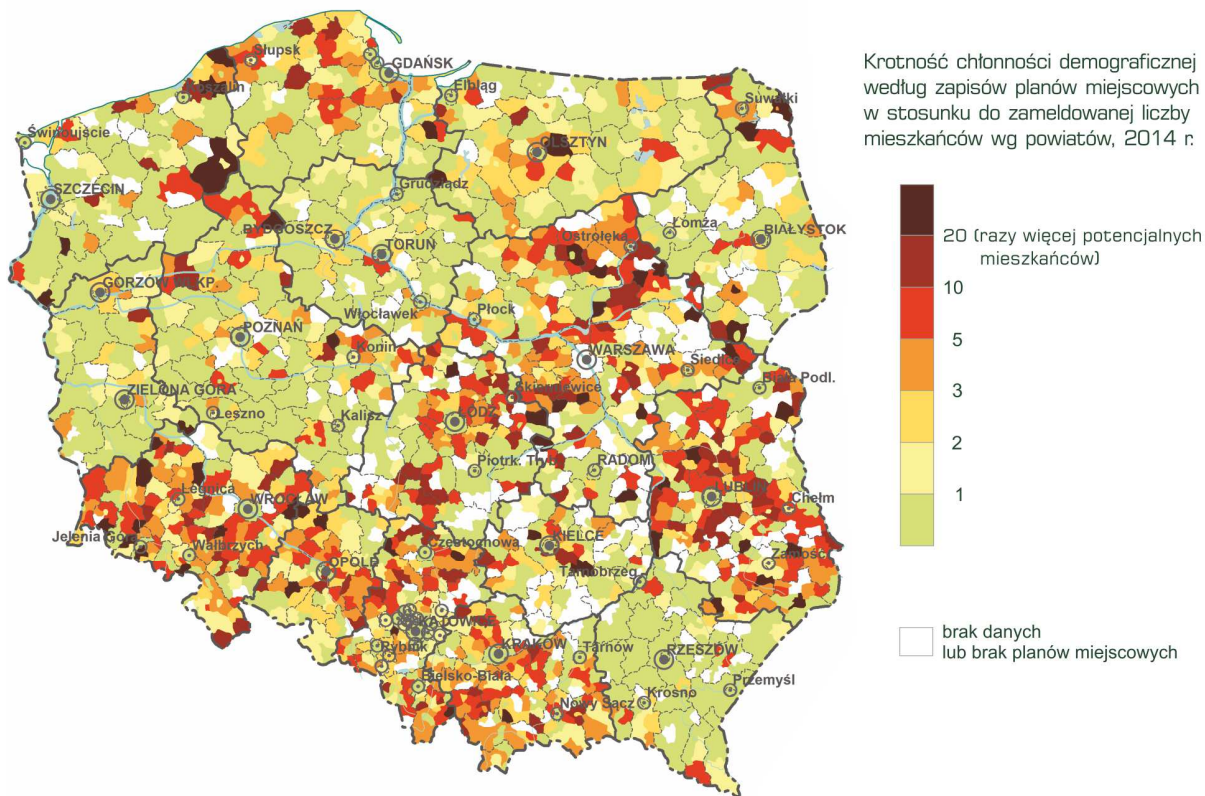 Słupsk
GDAŃSK
Koszalin
Elbląg
Suwałki
Świnoujście
OLSZTYN
SZCZECIN
Grudziądz
Łomża
BYDGOSZCZ
Ostrołęka
BIAŁYSTOK
TORUŃ
GORZÓW WLKP.
Włocławek
Płock
POZNAŃ
Konin
WARSZAWA
Siedlce
Biała Podl.
ZIELONA GÓRA
Skierniewice
Leszno
Kalisz
ŁÓDŹ
Piotrk. Tryb.
RADOM
Legnica
WROCŁAW
LUBLIN
Chełm
Jelenia Góra
Wałbrzych
Częstochowa
KIELCE
OPOLE
Zamość
Tarnobrzeg
KATOWICE
Rybnik
KRAKÓW
Tarnów
RZESZÓW
Bielsko-Biała
Przemyśl
Krosno
Nowy Sącz
Krotność chłonności demograficznej
według zapisów planów miejscowych
w stosunku do zameldowanej liczby
mieszkańców wg powiatów, 2014 r.
20 (razy więcej potencjalnych
mieszkańców)
10
5
3
2
1
brak danych
lub brak planów miejscowych